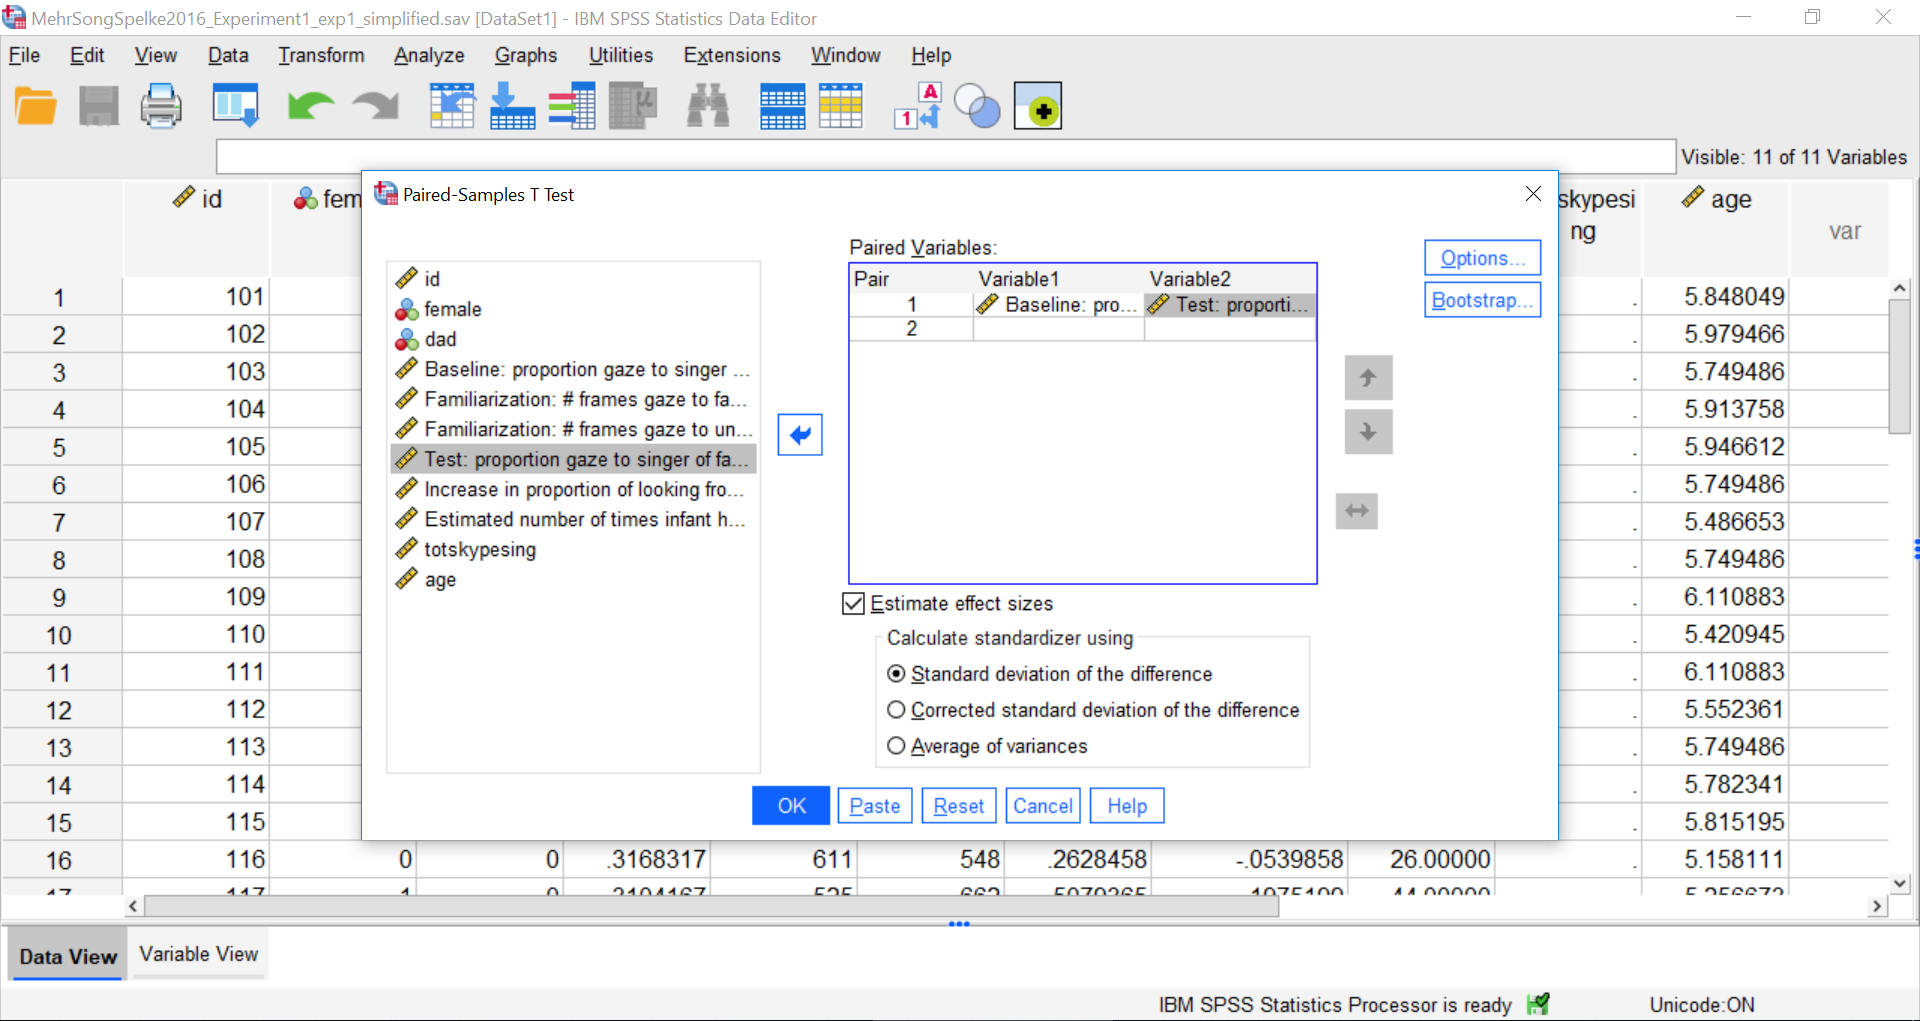 MehrSongSpelke2016_Experiment1_exp1_simplified.sav [DataSet1] - IBM SPSS Statistics Data Editor
File Edit View Data Transform Analyze Graphs Utilities Extensions Window Help
Visible: 11 of 11 Variables
id fem skypesi age
ng var
Paired-Samples T Test
Paired Variables:
Pair Variable1 Variable2
1 Baseline: pro... Test: proporti...
2
Options...
Bootstrap...
id
female
dad
Baseline: proportion gaze to singer ...
Familiarization: # frames gaze to fa...
Familiarization: # frames gaze to un...
Test: proportion gaze to singer of fa...
Increase in proportion of looking fro...
Estimated number of times infant h...
totskypesing
age
Estimate effect sizes
Calculate standardizer using
Standard deviation of the difference
Corrected standard deviation of the difference
Average of variances
OK Paste Reset Cancel Help
1 101 . 5.848049
2 102 . 5.979466
3 103 . 5.749486
4 104 . 5.913758
5 105 . 5.946612
6 106 . 5.749486
7 107 . 5.486653
8 108 . 5.749486
9 109 . 6.110883
10 110 . 5.420945
11 111 . 6.110883
12 112 . 5.552361
13 113 . 5.749486
14 114 . 5.782341
15 115 . 5.815195
16 116 0 0 .3168317 611 548 .2628458 -.0539858 26.00000 . 5.158111
Data View Variable View
IBM SPSS Statistics Processor is ready Unicode:ON